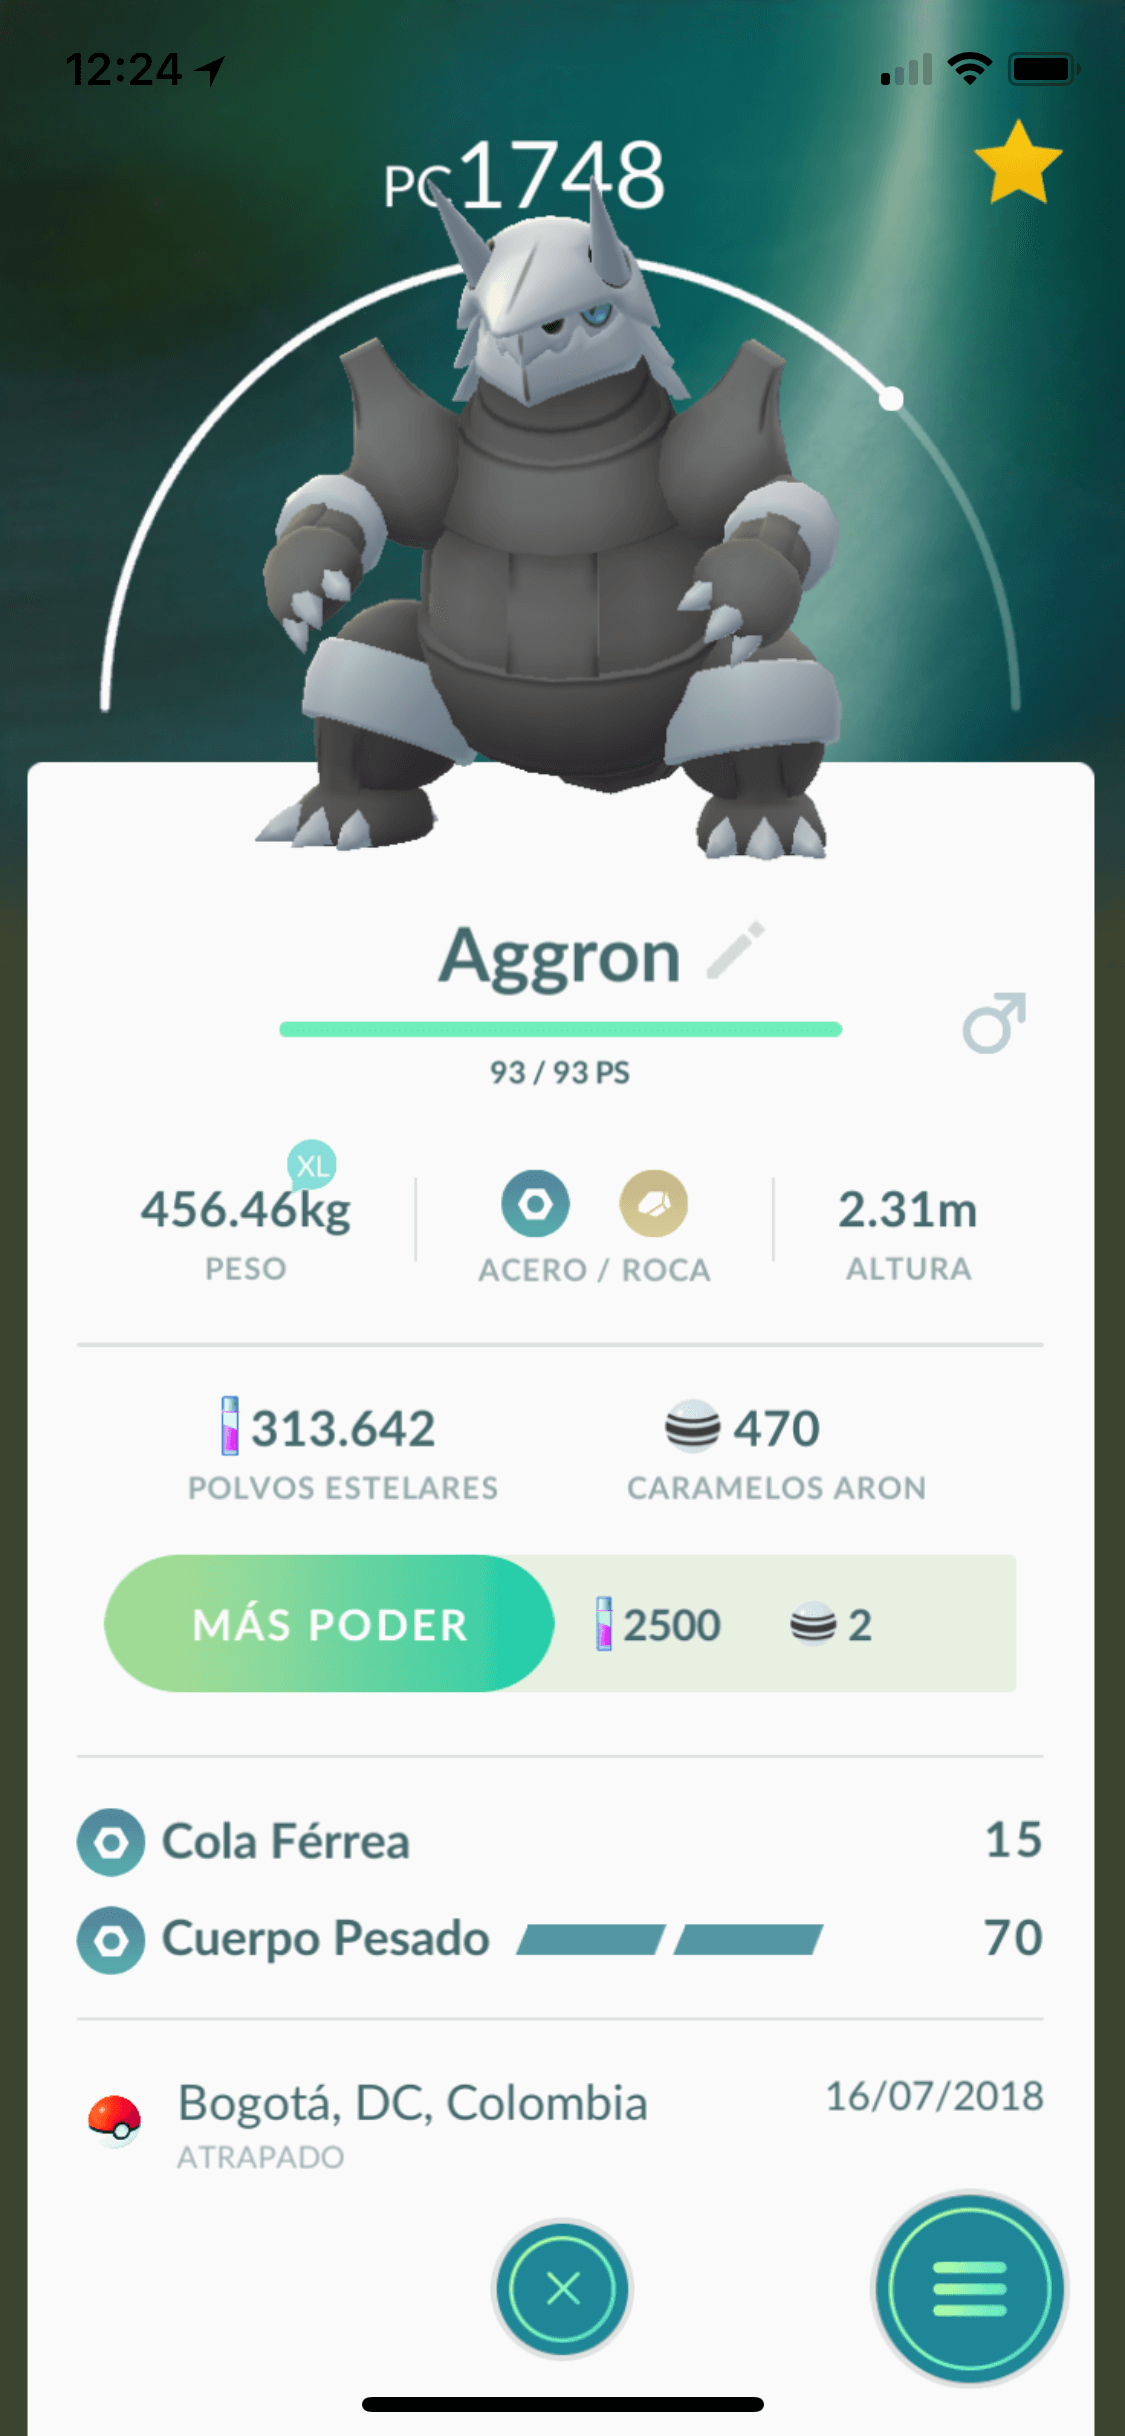 12:24
PC1748
Aggron
93 / 93 PS
XL
456.46kg
PESO
ACERO / ROCA
2.31m
ALTURA
313.642
POLVOS ESTELARES
470
CARAMELOS ARON
MÁS PODER
2500
2
Cola Férrea 15
Cuerpo Pesado 70
Bogotá, DC, Colombia 16/07/2018
ATRAPADO